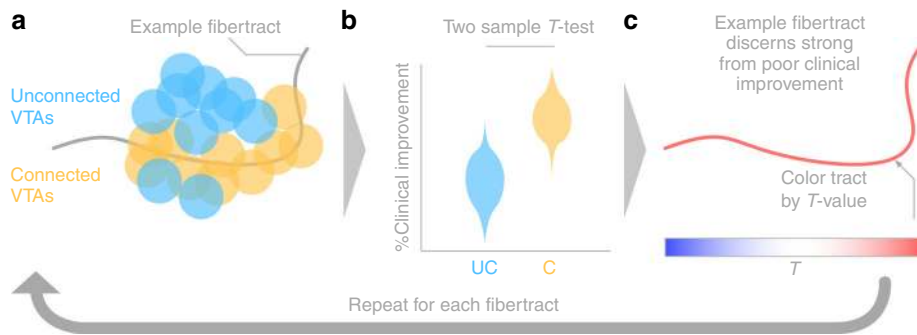 a
Example fibertract
Unconnected
VTAs
Connected
VTAs
b
Two sample T-test
%Clinical improvement
UC
C
c
Example fibertract
discerns strong
from poor clinical
improvement
Color tract
by T-value
T
Repeat for each fibertract